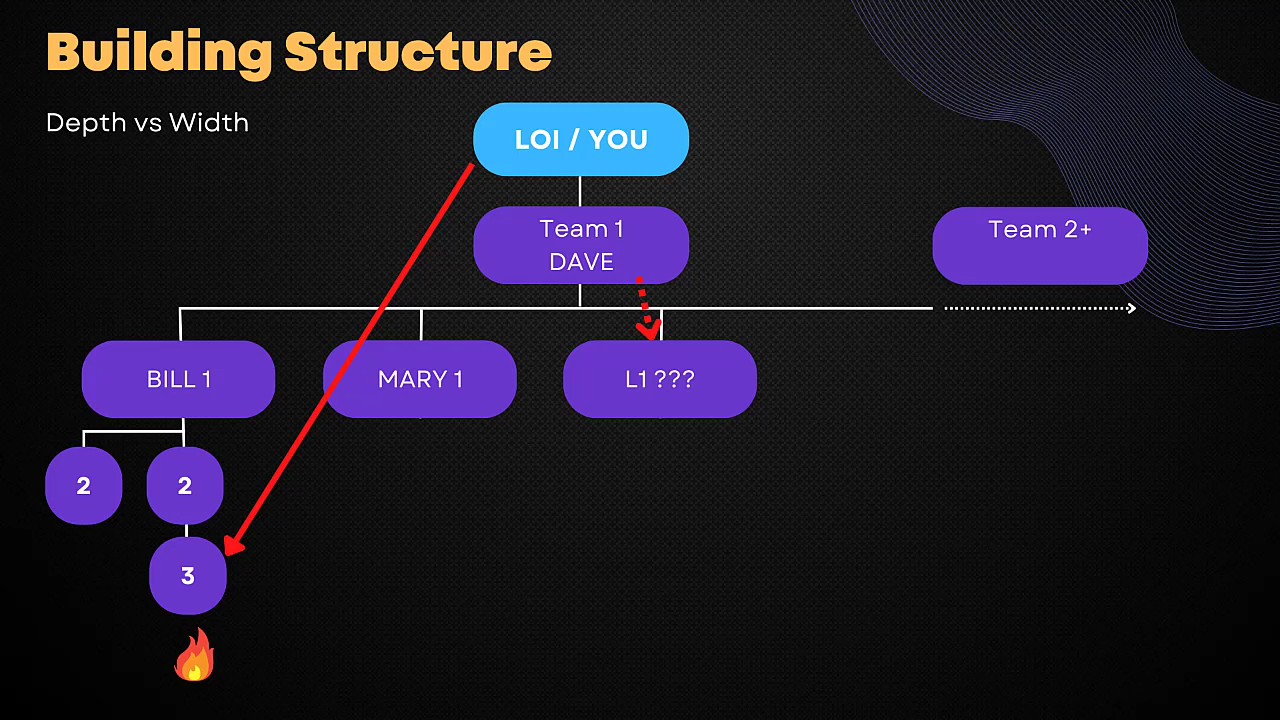 Building Structure
Depth vs Width
LOI / YOU
Team 1
DAVE
Team 2+
BILL 1
MARY 1
L1 ???
2
2
3